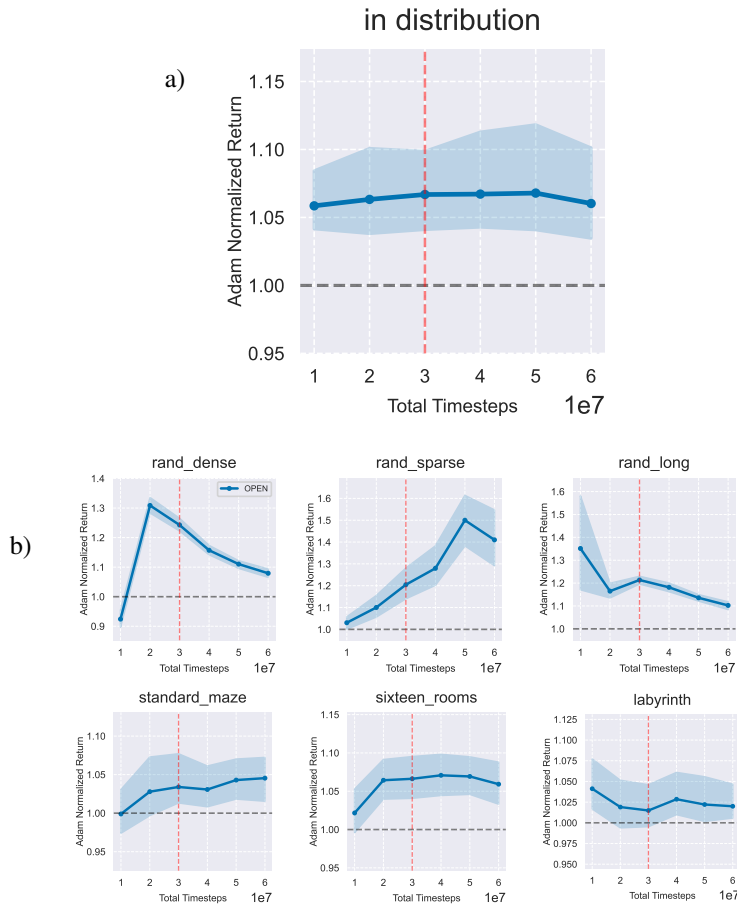 in distribution
a)
Adam Normalized Return
1.15
1.10
1.05
1.00
0.95
1 2 3 4 5 6
Total Timesteps 1e7
b)
rand_dense
Adam Normalized Return
1.4
1.3
1.2
1.1
1.0
0.9
OPEN
1 2 3 4 5 6
Total Timesteps 1e7
rand_sparse
Adam Normalized Return
1.6
1.5
1.4
1.3
1.2
1.1
1.0
1 2 3 4 5 6
Total Timesteps 1e7
rand_long
Adam Normalized Return
1.6
1.4
1.2
1.0
1 2 3 4 5 6
Total Timesteps 1e7
standard_maze
Adam Normalized Return
1.10
1.05
1.00
0.95
1 2 3 4 5 6
Total Timesteps 1e7
sixteen_rooms
Adam Normalized Return
1.15
1.10
1.05
1.00
0.95
1 2 3 4 5 6
Total Timesteps 1e7
labyrinth
Adam Normalized Return
1.125
1.100
1.075
1.050
1.025
1.000
0.975
0.950
1 2 3 4 5 6
Total Timesteps 1e7